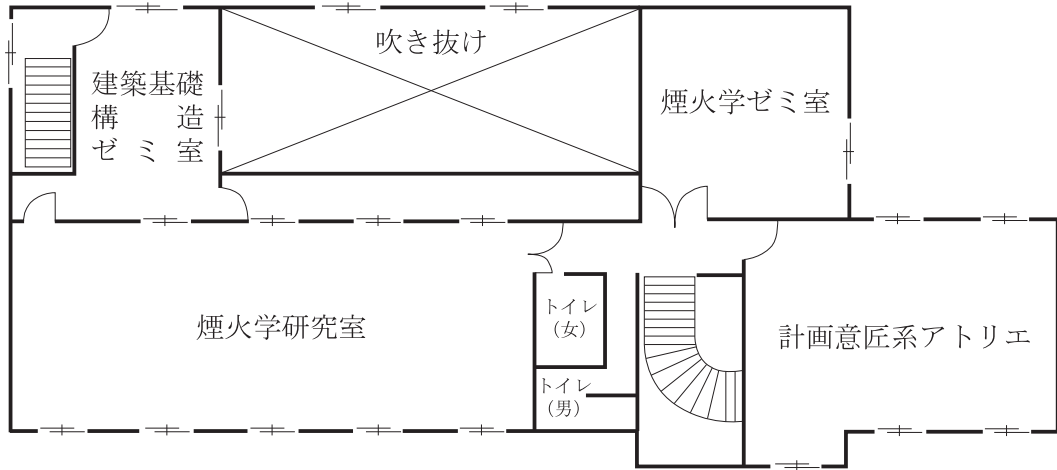 吹き抜け
建築基礎
構造
ゼミ室
煙火学ゼミ室
煙火学研究室
トイレ
(女)
トイレ
(男)
計画意匠系アトリエ